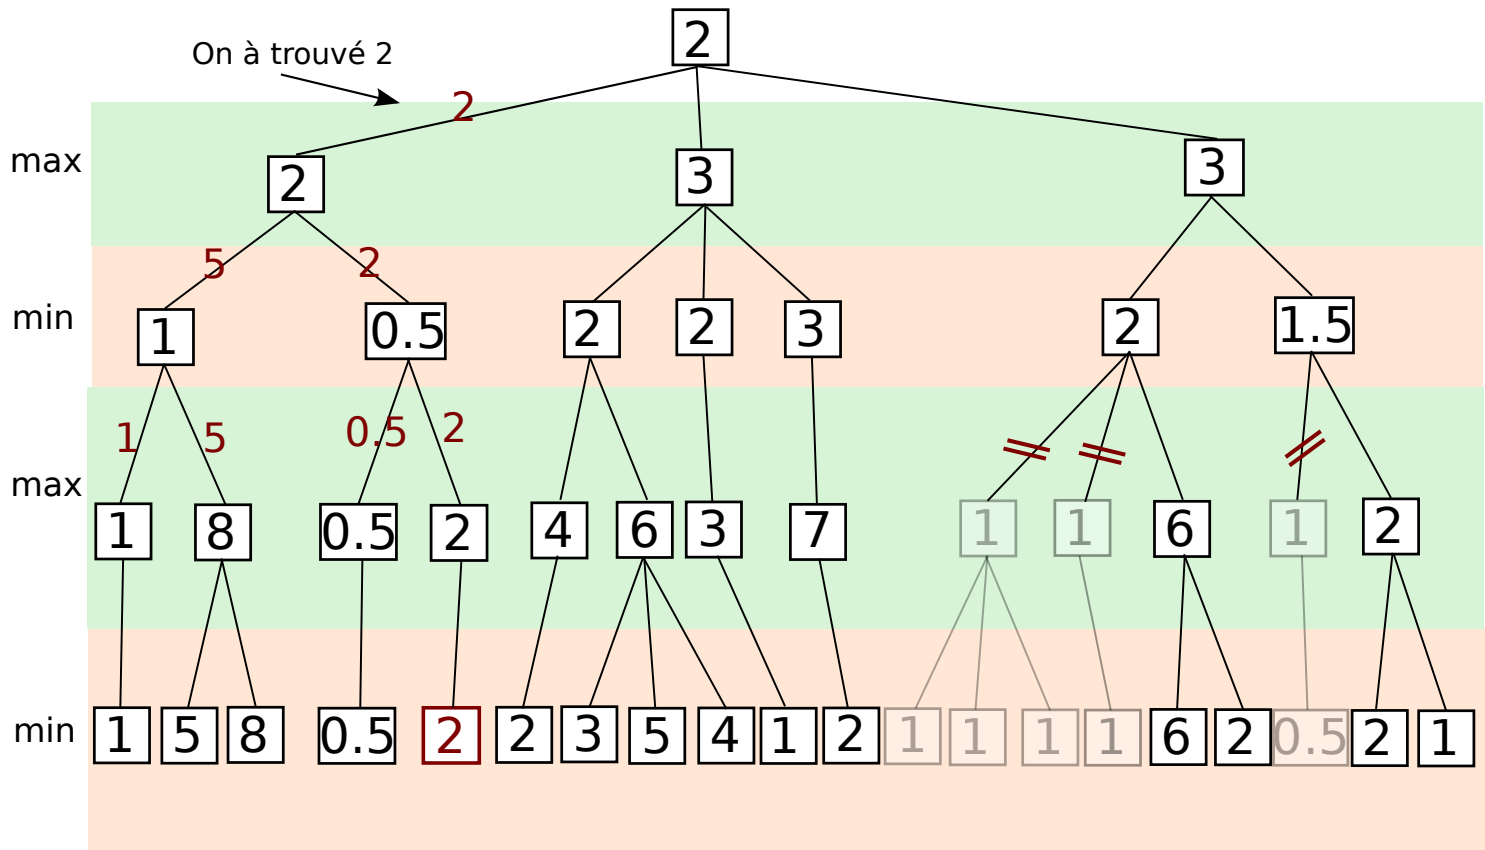 2
On à trouvé 2
2
max
2 3 3
5 2
min
1 0.5 2 2 3 2 1.5
1 5 0.5 2
max
1 8 0.5 2 4 6 3 7 1 1 6 1 2
min
1 5 8 0.5 2 2 3 5 4 1 2 1 1 1 1 6 2 0.5 2 1